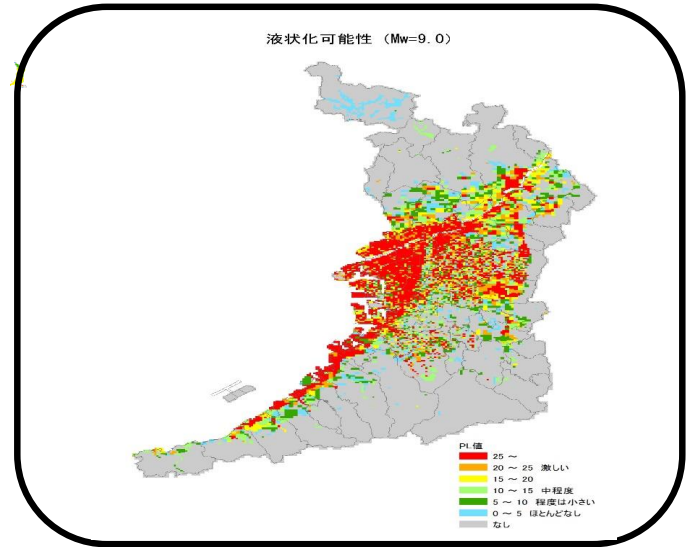 液状化可能性 (Mw=9.0)
PL値
25 ～
20 ～ 25 激しい
15 ～ 20
10 ～ 15 中程度
5 ～ 10 程度は小さい
0 ～ 5 ほとんどなし
なし